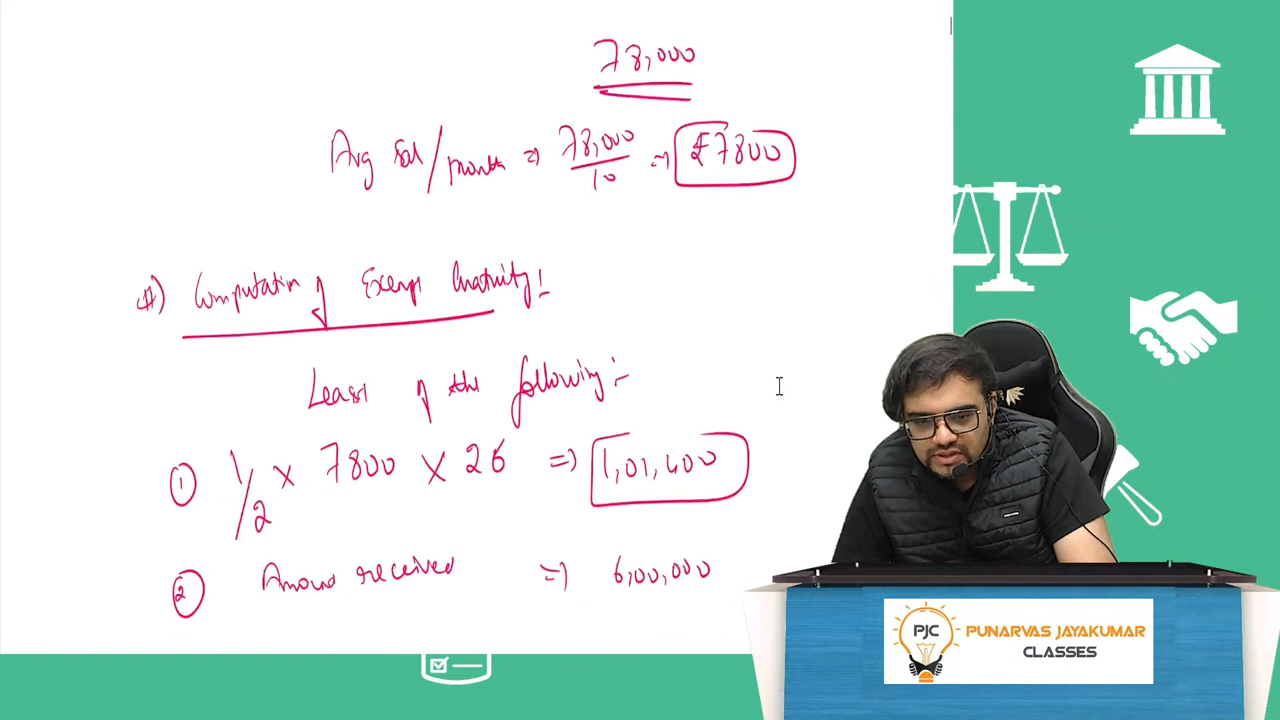 78,000
Avg Sal/month => 78,000/10 => ₹7800
#) Computation of Exempt Gratuity:-
Least of the following:-
① 1/2 × 7800 × 26 => 1,01,400
② Amount received => 6,00,000
PJC PUNARVAS JAYAKUMAR
CLASSES